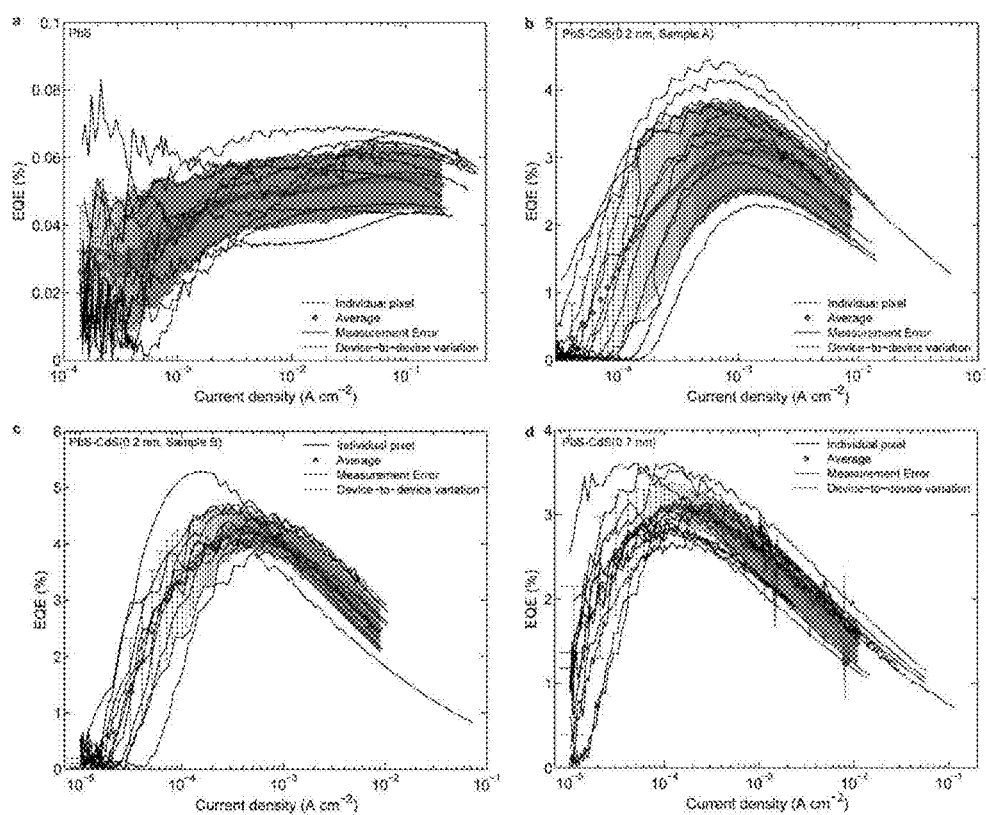 a
PbS
0.1
0.08
0.06
0.04
0.02
0
EQE (%)
10⁻⁴
10⁻³
10⁻²
10⁻¹
Current density (A cm⁻²)
Individual pixel
Average
Measurement Error
Device-to-device variation
b
PbS-CdS(0.2 nm, Sample A)
5
4
3
2
1
0
EQE (%)
10⁻²
10⁻¹
Current density (A cm⁻²)
Individual pixel
Average
Measurement Error
Device-to-device variation
c
PbS-CdS(0.2 nm, Sample B)
6
5
4
3
2
1
0
EQE (%)
10⁻⁵
10⁻⁴
10⁻³
10⁻²
10⁻¹
Current density (A cm⁻²)
Individual pixel
Average
Measurement Error
Device-to-device variation
d
PbS-CdS(0.7 nm)
4
3
2
1
0
EQE (%)
10⁻⁵
10⁻⁴
10⁻³
10⁻²
10⁻¹
Current density (A cm⁻²)
Individual pixel
Average
Measurement Error
Device-to-device variation